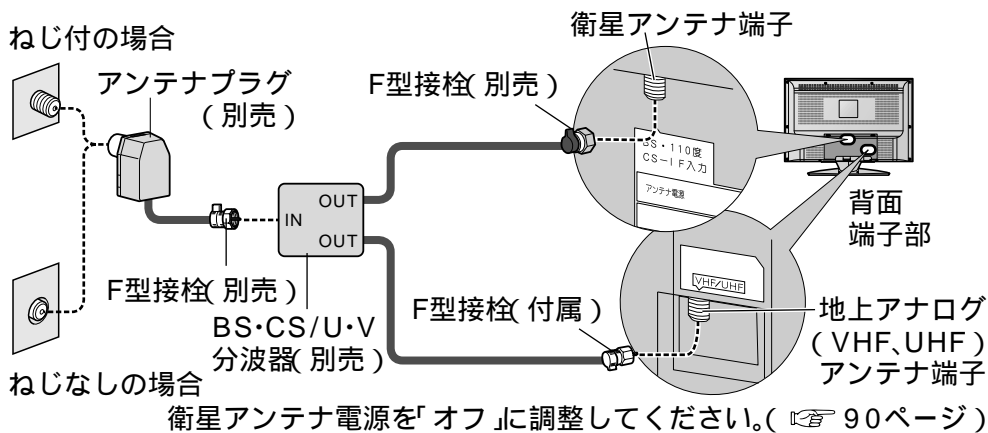 ねじ付の場合
アンテナプラグ
(別売)
F型接栓(別売)
衛星アンテナ端子
BS・110度
CS-IF入力
アンテナ電源
背面
端子部
OUT
IN
OUT
F型接栓(別売)
BS・CS/U・V
分波器(別売)
F型接栓(付属)
VHF/UHF
地上アナログ
(VHF、UHF)
アンテナ端子
ねじなしの場合
衛星アンテナ電源を「オフ」に調整してください。(☞ 90ページ)